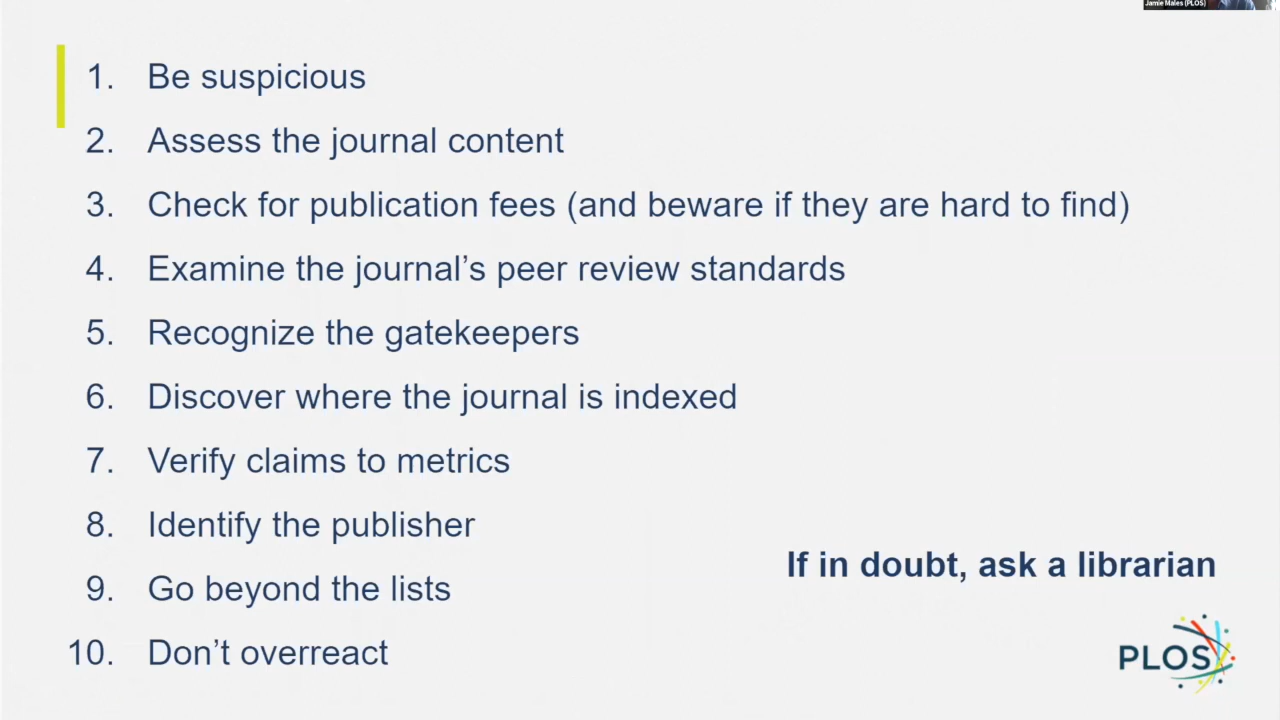 Jamie Males (PLOS)
1. Be suspicious
2. Assess the journal content
3. Check for publication fees (and beware if they are hard to find)
4. Examine the journal’s peer review standards
5. Recognize the gatekeepers
6. Discover where the journal is indexed
7. Verify claims to metrics
8. Identify the publisher
9. Go beyond the lists
10. Don’t overreact
If in doubt, ask a librarian
PLOS